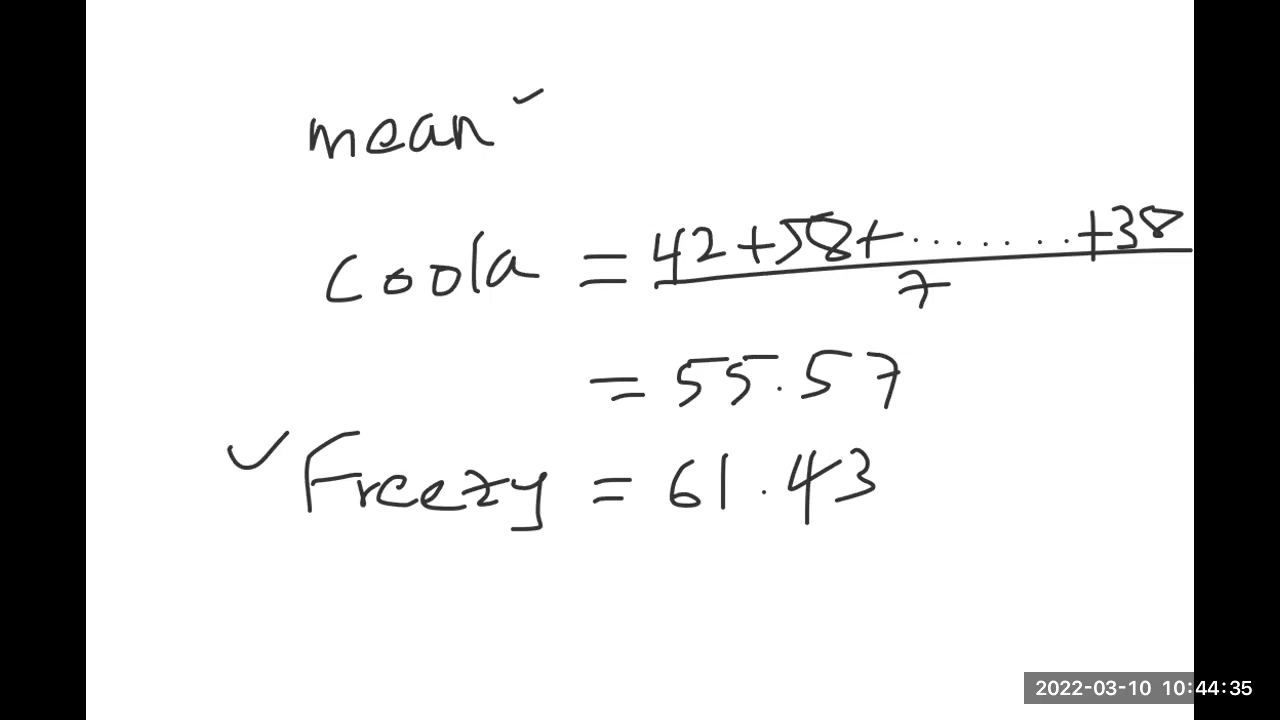 mean ✓
coola = 42+58+.......+38
7
= 55.57
✓ Freezy = 61.43
2022-03-10 10:44:35